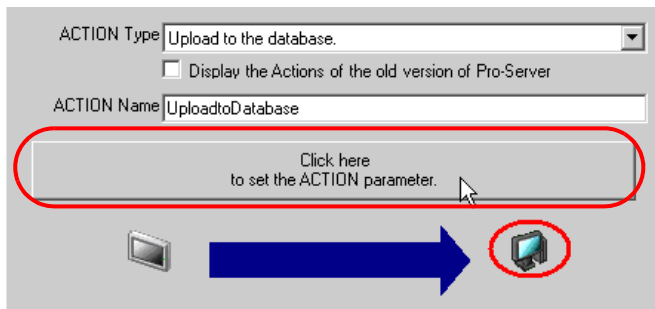 ACTION Type Upload to the database.
Display the Actions of the old version of Pro-Server
ACTION Name UploadtoDatabase
Click here
to set the ACTION parameter.